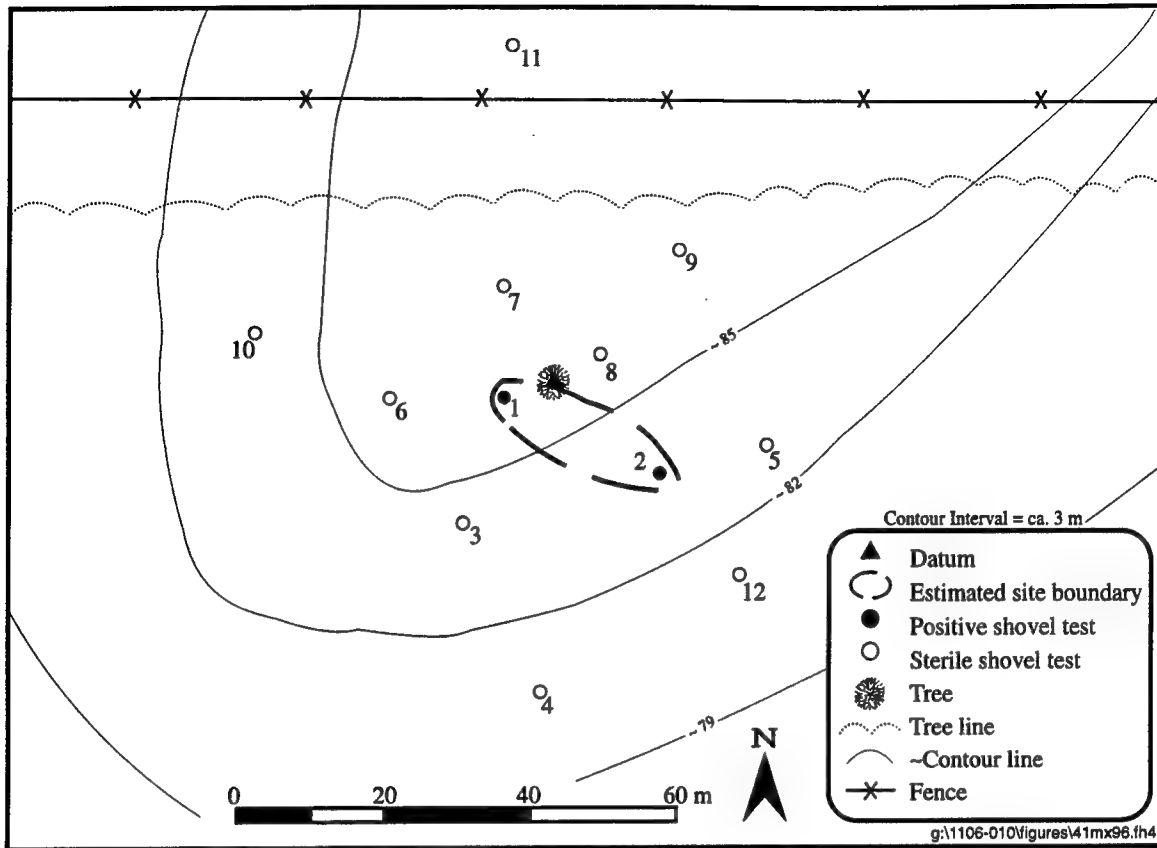 11
9
7
10
8
~ 85
6
1
2
5
~ 82
3
12
4
~ 79
N
0 20 40 60 m
Contour Interval = ca. 3 m
Datum
Estimated site boundary
Positive shovel test
Sterile shovel test
Tree
Tree line
~Contour line
Fence
g:\1106-010\figures\41mx96.fh4